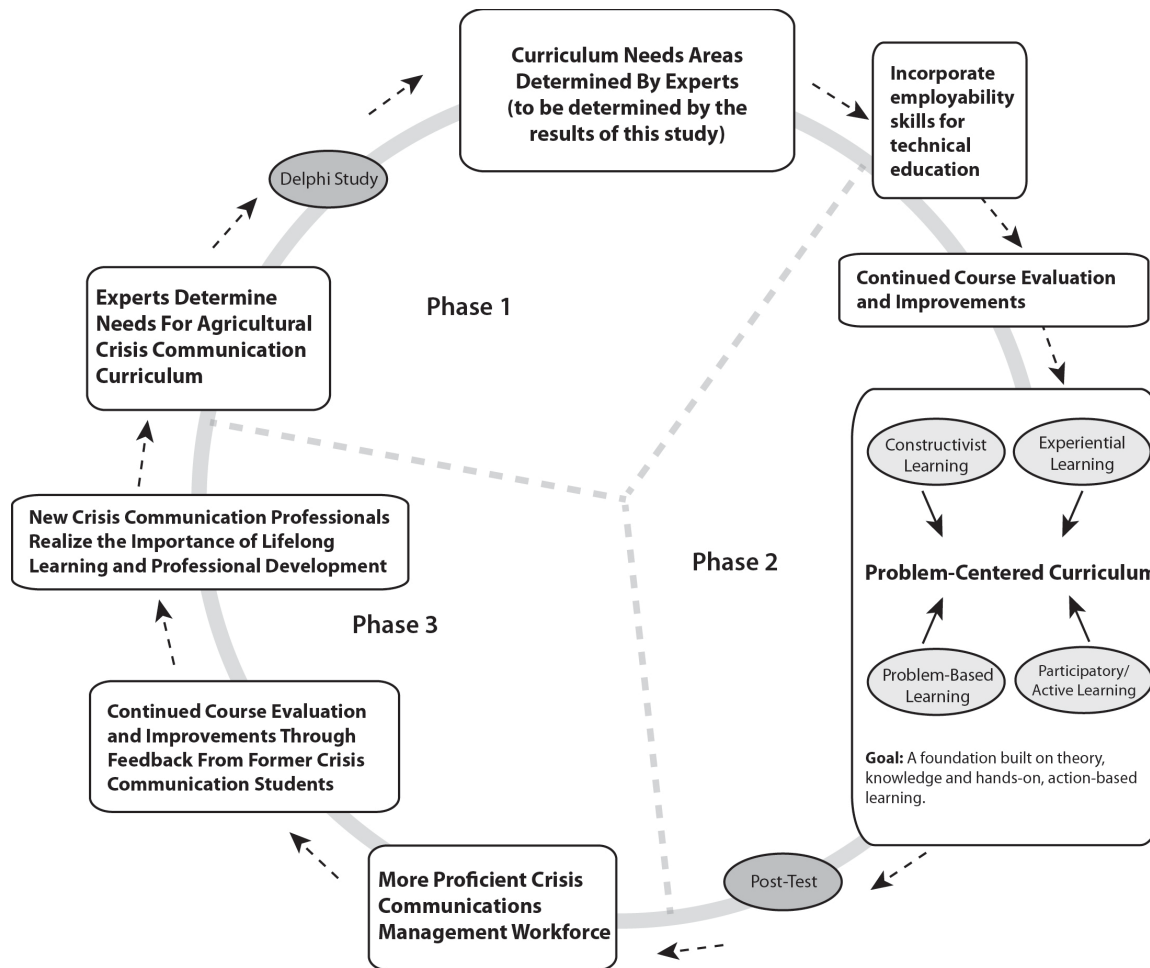 Curriculum Needs Areas
Determined By Experts
(to be determined by the
results of this study)
Incorporate
employability
skills for
technical
education
Delphi Study
Continued Course Evaluation
and Improvements
Experts Determine
Needs For Agricultural
Crisis Communication
Curriculum
Phase 1
Constructivist
Learning
Experiential
Learning
New Crisis Communication Professionals
Realize the Importance of Lifelong
Learning and Professional Development
Phase 2
Problem-Centered Curriculum
Phase 3
Problem-Based
Learning
Participatory/
Active Learning
Continued Course Evaluation
and Improvements Through
Feedback From Former Crisis
Communication Students
Goal: A foundation built on theory,
knowledge and hands-on, action-based
learning.
More Proficient Crisis
Communications
Management Workforce
Post-Test